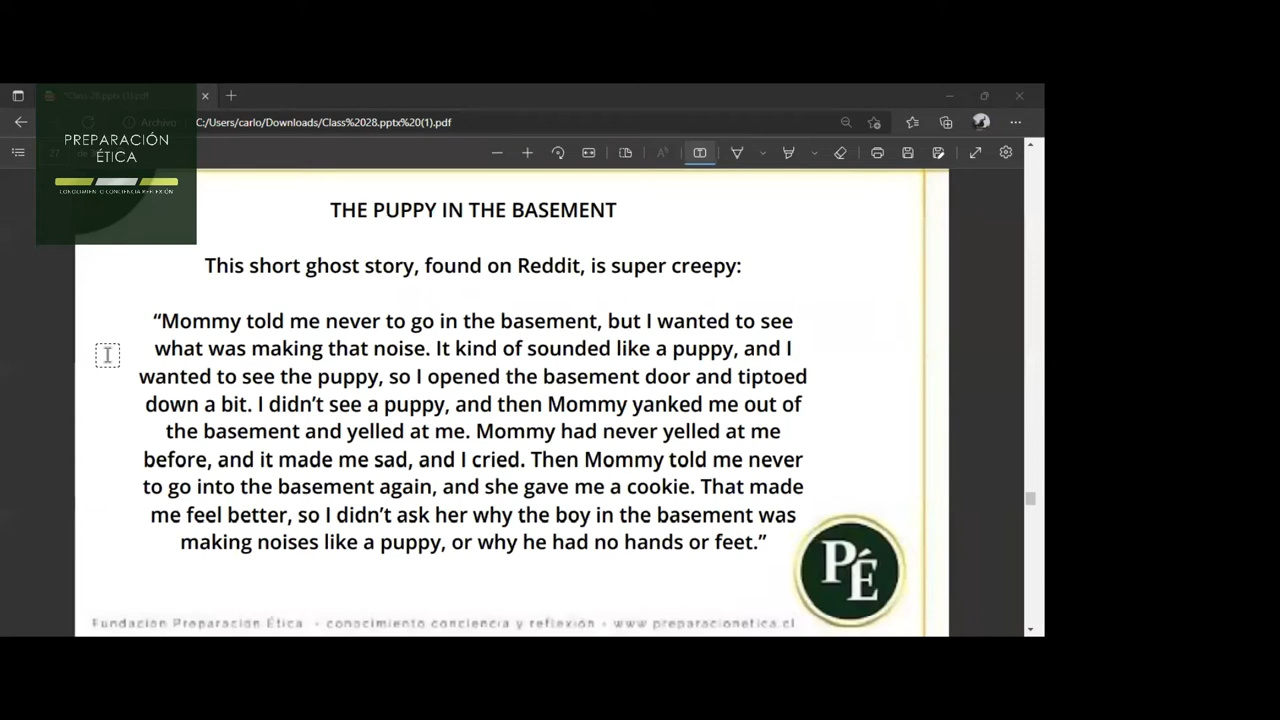 Archivo
C:/Users/carlo/Downloads/Class%2028.pptx%20(1).pdf
PREPARACIÓN
ÉTICA
THE PUPPY IN THE BASEMENT
This short ghost story, found on Reddit, is super creepy:
“Mommy told me never to go in the basement, but I wanted to see
what was making that noise. It kind of sounded like a puppy, and I
wanted to see the puppy, so I opened the basement door and tiptoed
down a bit. I didn’t see a puppy, and then Mommy yanked me out of
the basement and yelled at me. Mommy had never yelled at me
before, and it made me sad, and I cried. Then Mommy told me never
to go into the basement again, and she gave me a cookie. That made
me feel better, so I didn’t ask her why the boy in the basement was
making noises like a puppy, or why he had no hands or feet.”
PÉ
Fundación Preparación Ética - conocimiento conciencia y reflexión - www.preparacionetica.cl